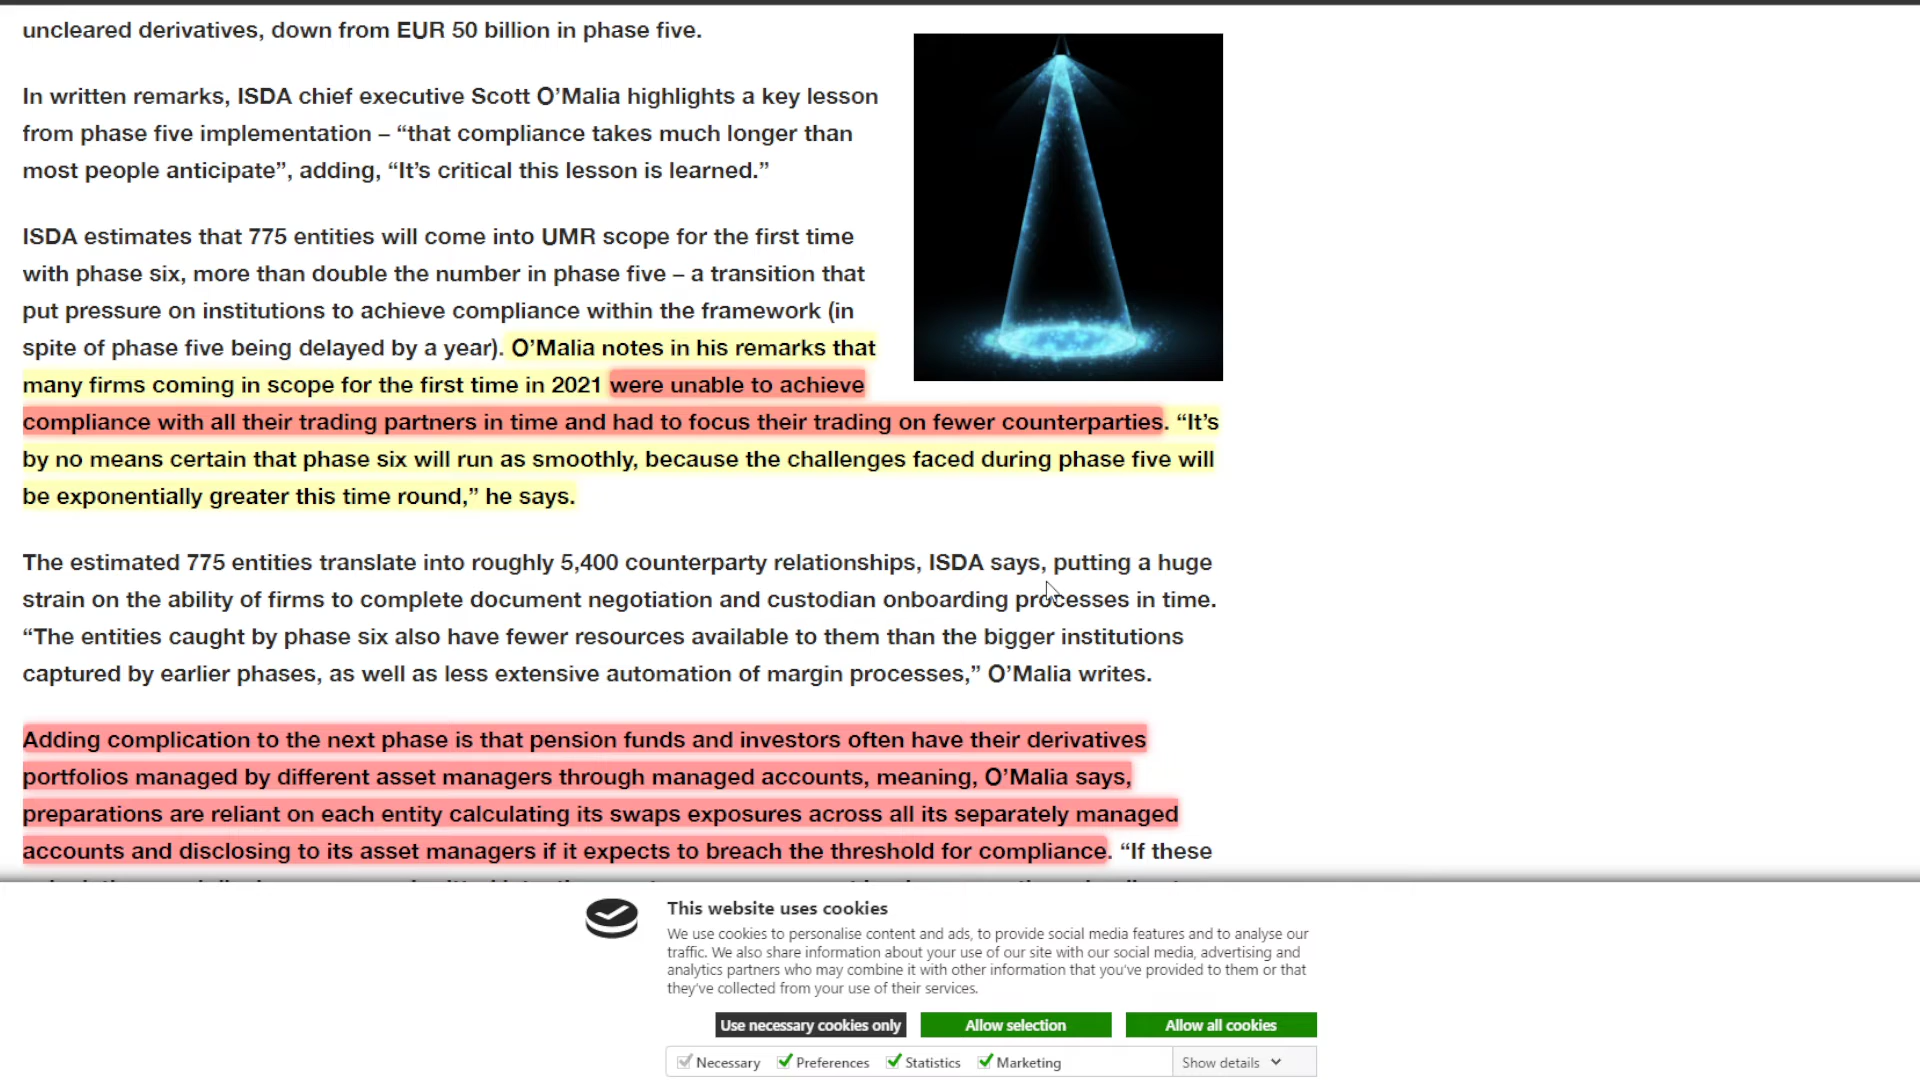 uncleared derivatives, down from EUR 50 billion in phase five.
In written remarks, ISDA chief executive Scott O’Malia highlights a key lesson
from phase five implementation – “that compliance takes much longer than
most people anticipate”, adding, “It’s critical this lesson is learned.”
ISDA estimates that 775 entities will come into UMR scope for the first time
with phase six, more than double the number in phase five – a transition that
put pressure on institutions to achieve compliance within the framework (in
spite of phase five being delayed by a year). O’Malia notes in his remarks that
many firms coming in scope for the first time in 2021 were unable to achieve
compliance with all their trading partners in time and had to focus their trading on fewer counterparties. “It’s
by no means certain that phase six will run as smoothly, because the challenges faced during phase five will
be exponentially greater this time round,” he says.
The estimated 775 entities translate into roughly 5,400 counterparty relationships, ISDA says, putting a huge
strain on the ability of firms to complete document negotiation and custodian onboarding processes in time.
“The entities caught by phase six also have fewer resources available to them than the bigger institutions
captured by earlier phases, as well as less extensive automation of margin processes,” O’Malia writes.
Adding complication to the next phase is that pension funds and investors often have their derivatives
portfolios managed by different asset managers through managed accounts, meaning, O’Malia says,
preparations are reliant on each entity calculating its swaps exposures across all its separately managed
accounts and disclosing to its asset managers if it expects to breach the threshold for compliance. “If these
This website uses cookies
We use cookies to personalise content and ads, to provide social media features and to analyse our
traffic. We also share information about your use of our site with our social media, advertising and
analytics partners who may combine it with other information that you’ve provided to them or that
they’ve collected from your use of their services.
Use necessary cookies only Allow selection Allow all cookies
Necessary Preferences Statistics Marketing Show details